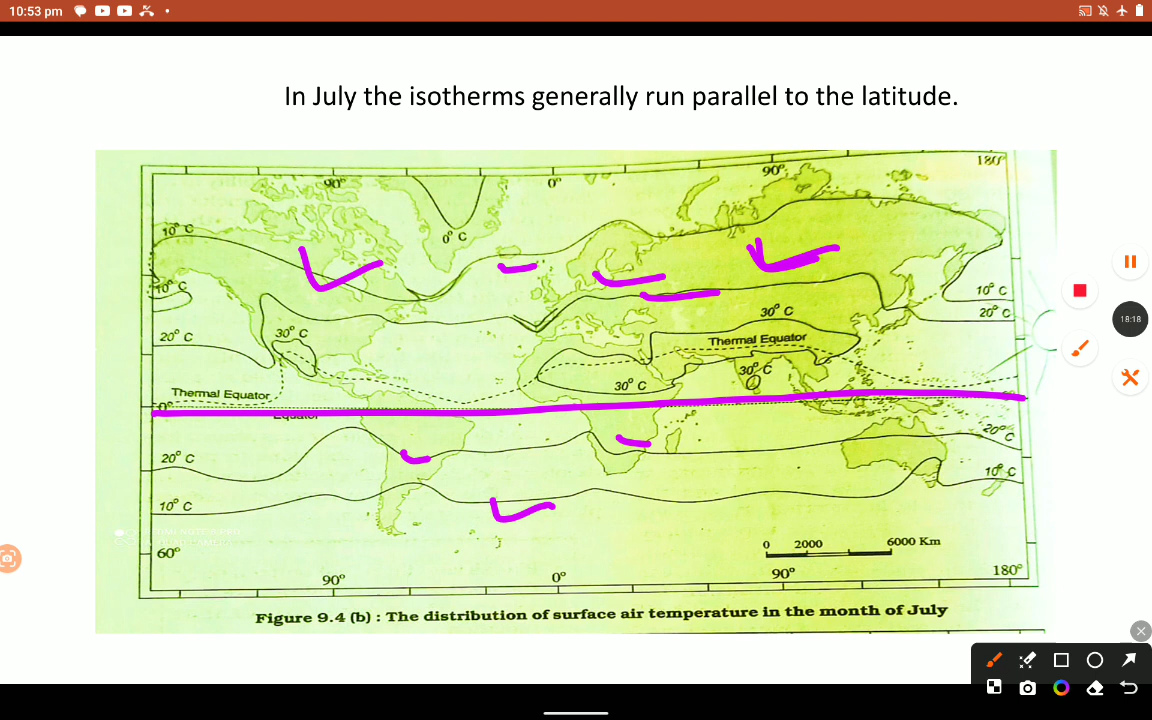 10:53 pm
In July the isotherms generally run parallel to the latitude.
90° 0° 90° 180°
10° C
0° C
10° C 10° C
20° C
30° C
20° C 30° C
Thermal Equator
30° C
30° C
Thermal Equator
0°
Equator
20° C
20° C
10° C
10° C
0 2000 6000 Km
60°
90° 0° 90° 180°
Figure 9.4 (b) : The distribution of surface air temperature in the month of July
18:18